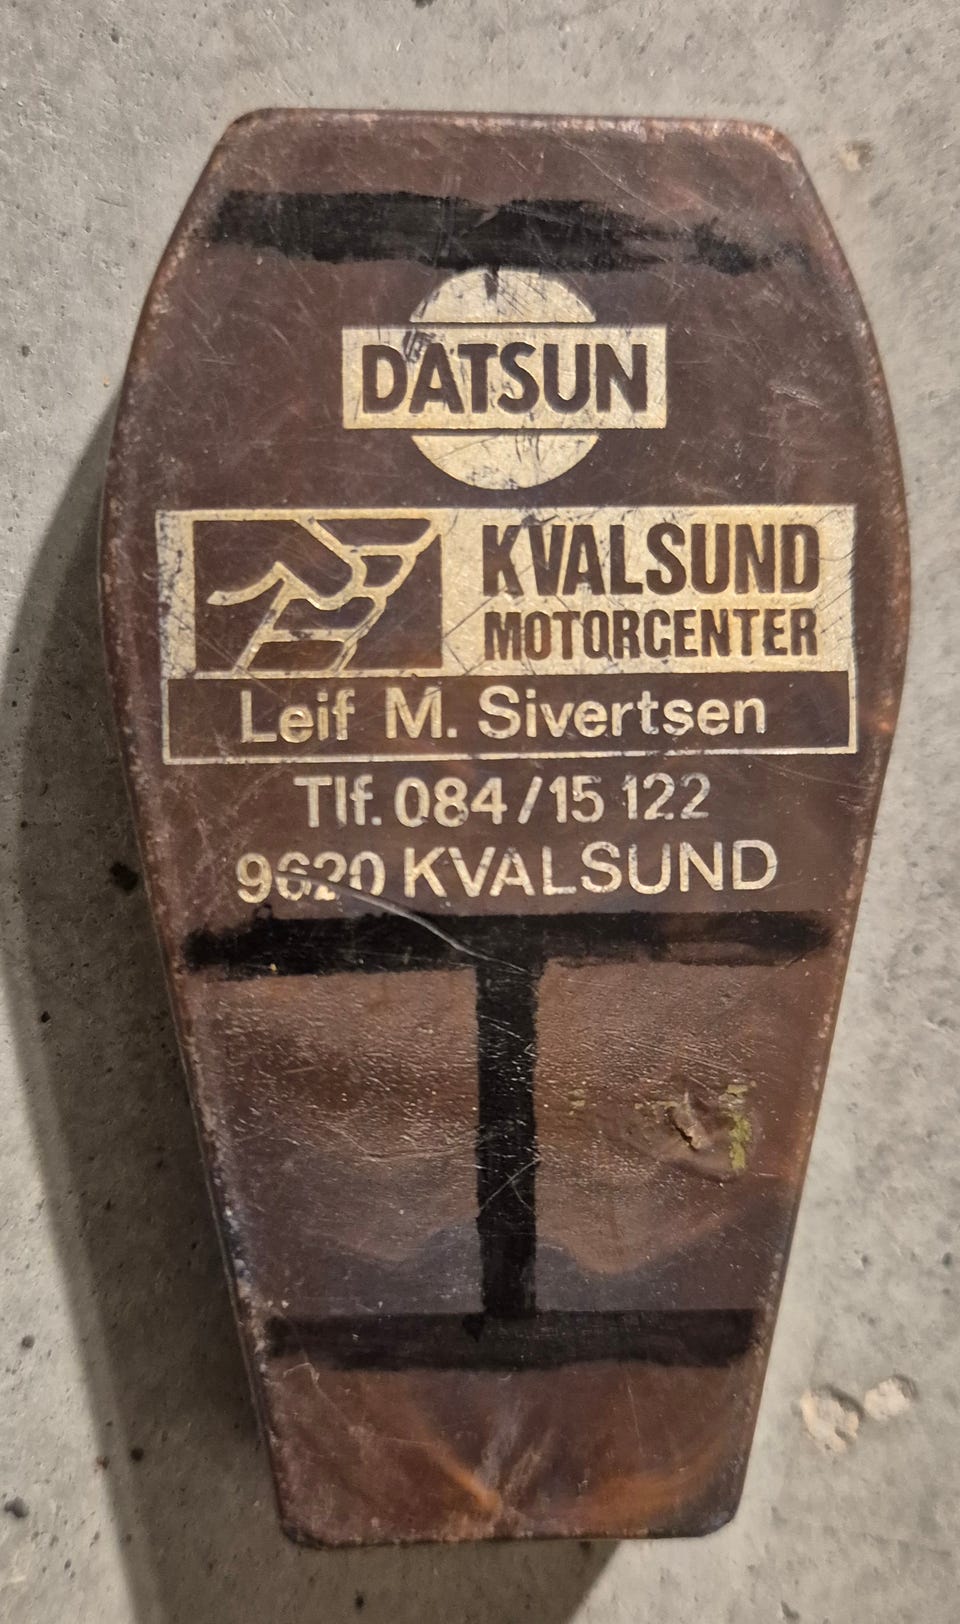 DATSUN
KVALSUND
MOTORCENTER
Leif M. Sivertsen
Tlf. 084/15 122
9620 KVALSUND